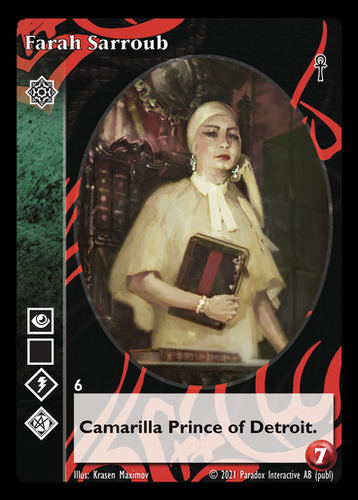 Farah Sarroub
6
Camarilla Prince of Detroit.
7
Illus: Krasen Maximov © 2021 Paradox Interactive AB (publ)